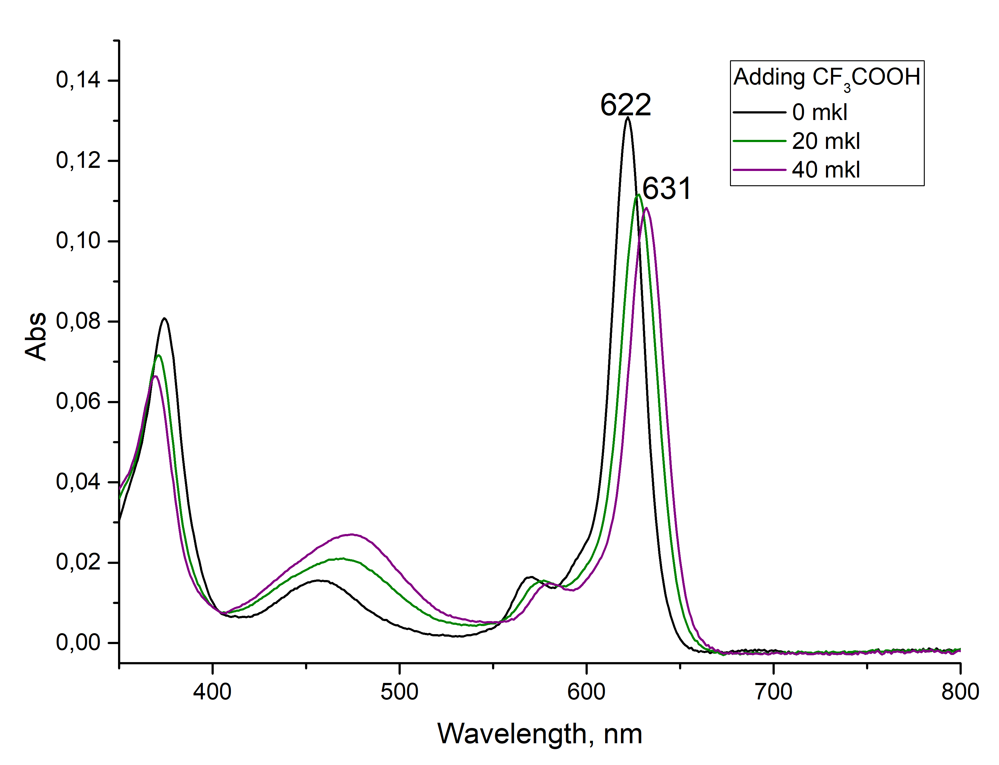 Adding CF₃COOH
0 mkl
20 mkl
40 mkl
622
631
0,14
0,12
0,10
0,08
0,06
0,04
0,02
0,00
Abs
400 500 600 700 800
Wavelength, nm